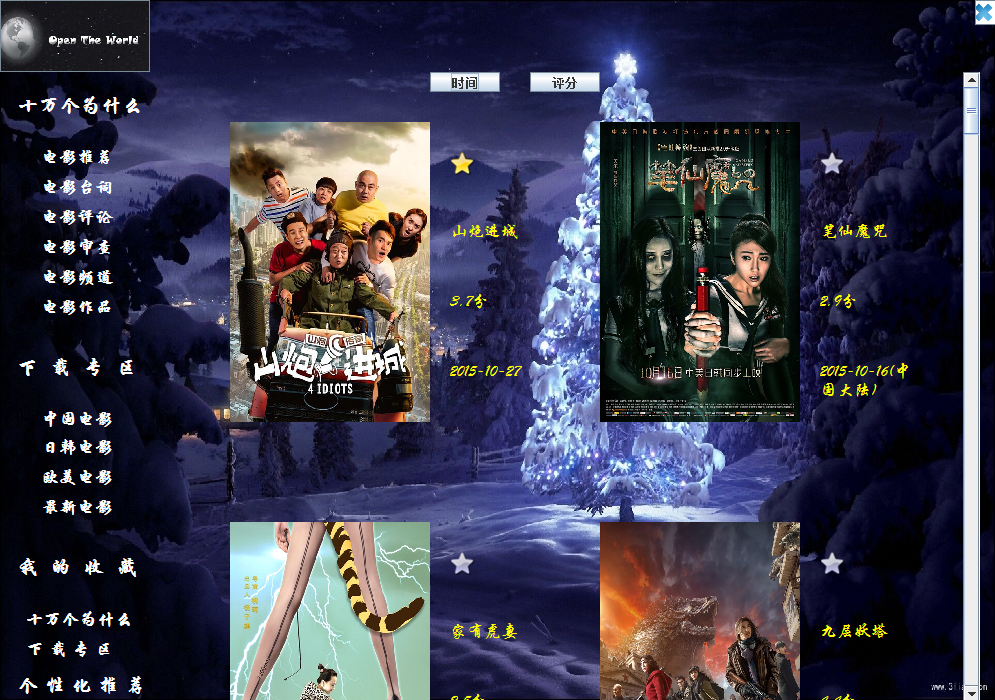 Open The World
时间
评分
十万个为什么
电影推荐
电影台词
电影评论
电影审查
电影频道
电影作品
下载专区
中国电影
日韩电影
欧美电影
最新电影
我的收藏
十万个为什么
下载专区
个性化推荐
山炮进城
4 IDIOTS
山炮进城
3.7分
2015-10-27
笔仙魔咒
10月16日 中美日韩同步上映
笔仙魔咒
2.9分
2015-10-16(中
国大陆)
家有虎妻
九层妖塔